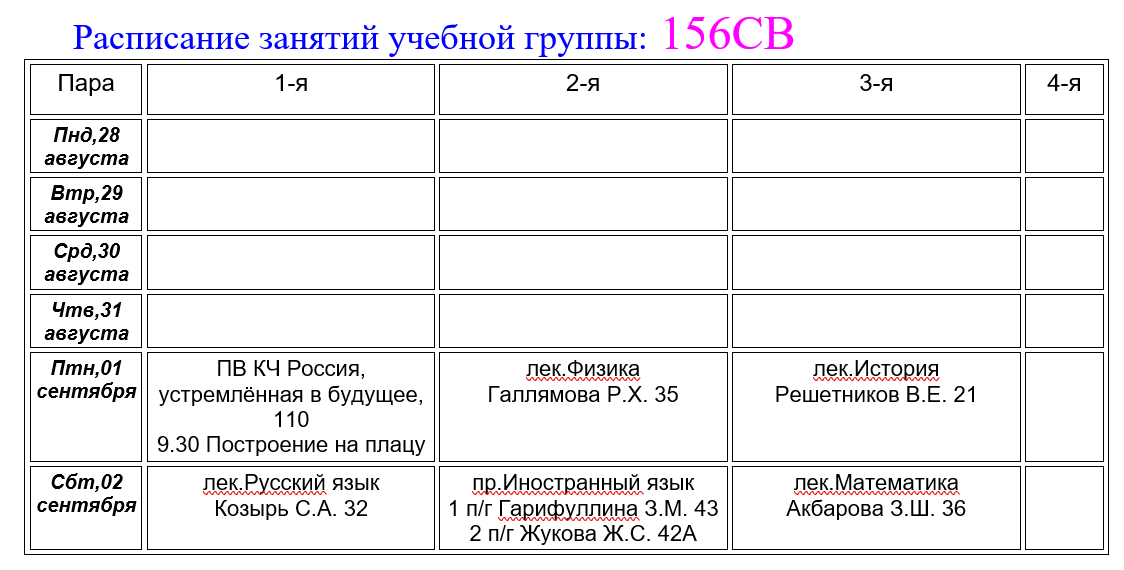 Расписание занятий учебной группы: 156СВ
Пара 1-я 2-я 3-я 4-я
Пнд,28
августа
Втр,29
августа
Срд,30
августа
Чтв,31
августа
Птн,01
сентября
ПВ КЧ Россия,
устремлённая в будущее,
110
9.30 Построение на плацу
лек.Физика
Галлямова Р.Х. 35
лек.История
Решетников В.Е. 21
Сбт,02
сентября
лек.Русский язык
Козырь С.А. 32
пр.Иностранный язык
1 п/г Гарифуллина З.М. 43
2 п/г Жукова Ж.С. 42А
лек.Математика
Акбарова З.Ш. 36